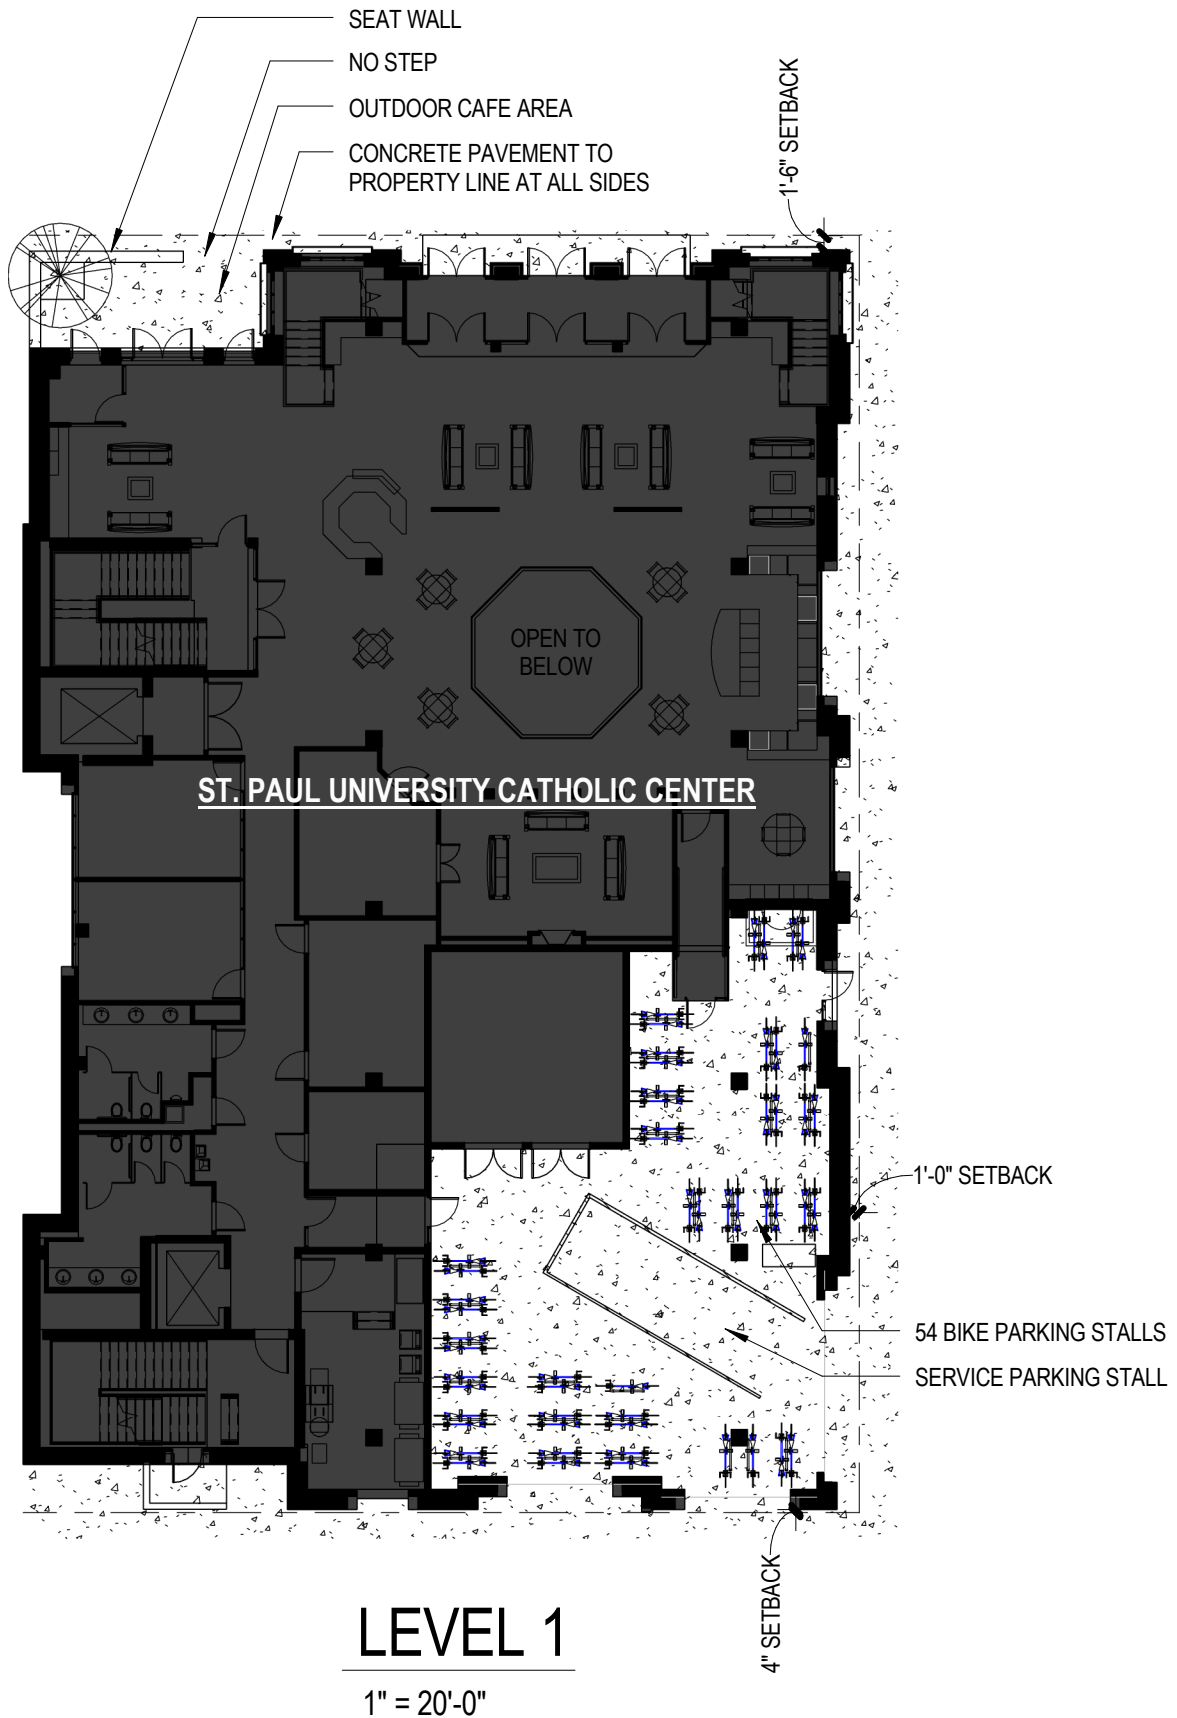 SEAT WALL
NO STEP
OUTDOOR CAFE AREA
CONCRETE PAVEMENT TO
PROPERTY LINE AT ALL SIDES
1'-6" SETBACK
OPEN TO
BELOW
ST. PAUL UNIVERSITY CATHOLIC CENTER
1'-0" SETBACK
54 BIKE PARKING STALLS
SERVICE PARKING STALL
4" SETBACK
LEVEL 1
1" = 20'-0"